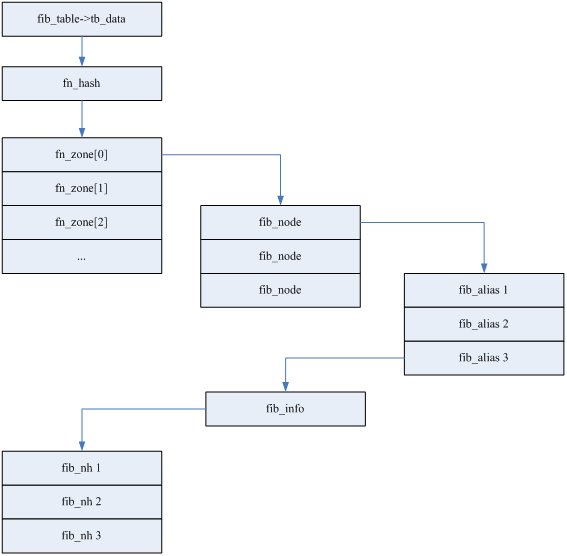 fib_table->tb_data
fn_hash
fn_zone[0]
fn_zone[1]
fn_zone[2]
...
fib_node
fib_node
fib_node
fib_alias 1
fib_alias 2
fib_alias 3
fib_info
fib_nh 1
fib_nh 2
fib_nh 3